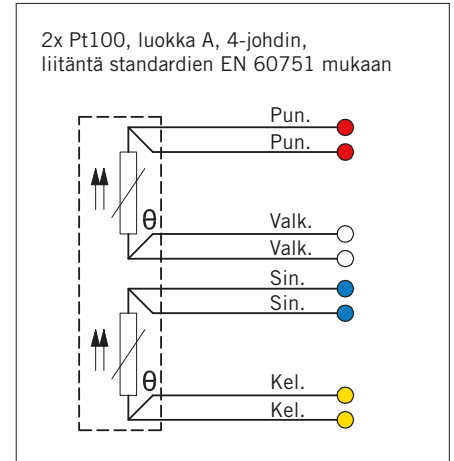 2x Pt100, luokka A, 4-johdin,
liitäntä standardien EN 60751 mukaan
Pun.
Pun.
θ
Valk.
Valk.
Sin.
Sin.
θ
Kel.
Kel.